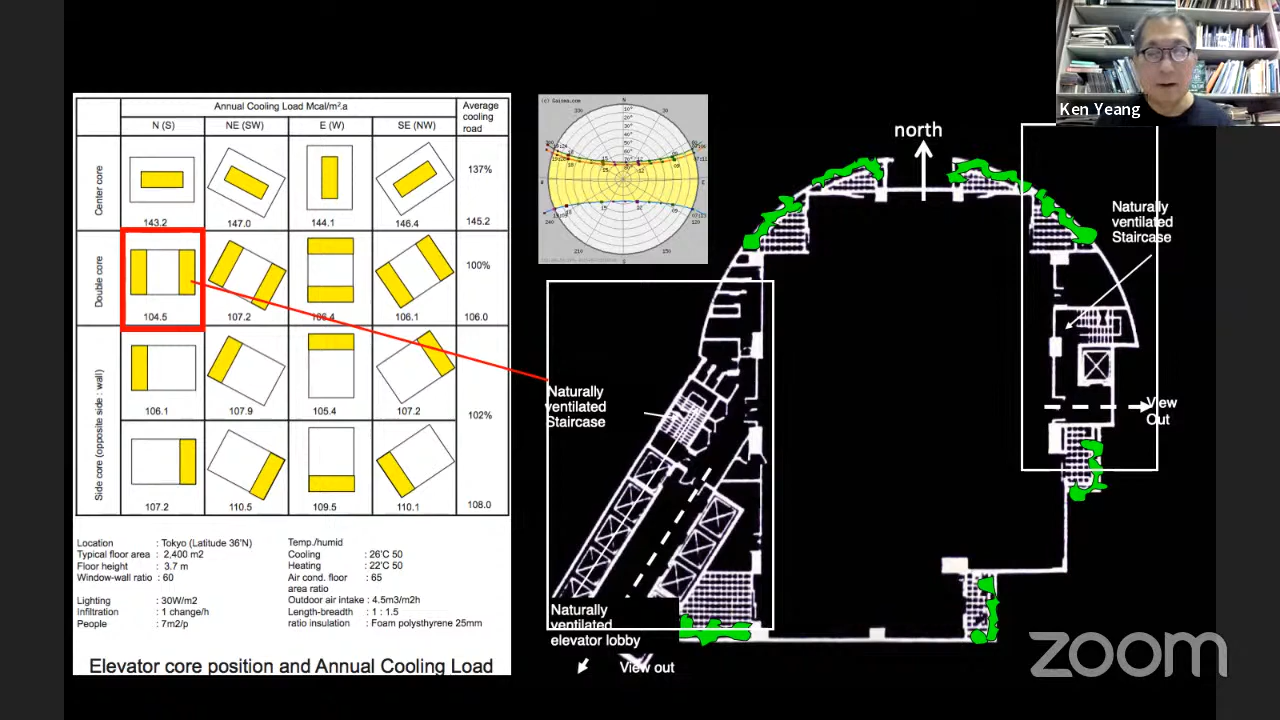 Ken Yeang
Annual Cooling Load Mcal/m².a
Average
cooling
road
N (S)
NE (SW)
E (W)
SE (NW)
Center core
137%
143.2
147.0
144.1
146.4
145.2
Double core
100%
104.5
107.2
106.4
106.1
106.0
Side core (opposite side : wall)
106.1
107.9
105.4
107.2
102%
107.2
110.5
109.5
110.1
108.0
Location : Tokyo (Latitude 36'N)
Typical floor area : 2,400 m2
Floor height : 3.7 m
Window-wall ratio : 60
Lighting : 30W/m2
Infiltration : 1 change/h
People : 7m2/p
Temp./humid
Cooling : 26'C 50
Heating : 22'C 50
Air cond. floor : 65
area ratio
Outdoor air intake : 4.5m3/m2h
Length-breadth : 1 : 1.5
ratio insulation : Foam polysthyrene 25mm
Elevator core position and Annual Cooling Load
north
Naturally
ventilated
Staircase
View
Out
Naturally
ventilated
Staircase
Naturally
ventilated
elevator lobby
View out
zoom